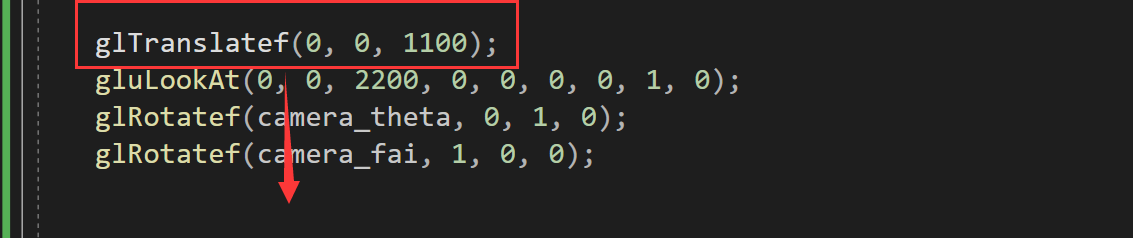 glTranslatef(0, 0, 1100);
gluLookAt(0, 0, 2200, 0, 0, 0, 0, 1, 0);
glRotatef(camera_theta, 0, 1, 0);
glRotatef(camera_fai, 1, 0, 0);